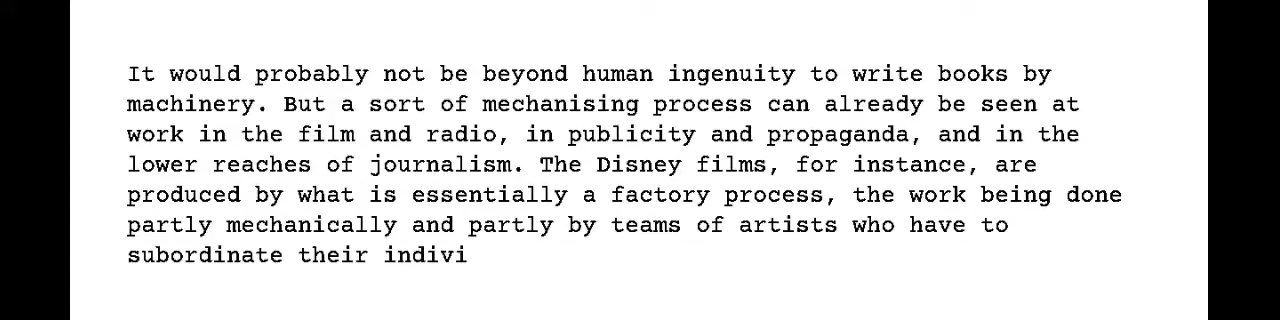 It would probably not be beyond human ingenuity to write books by
machinery. But a sort of mechanising process can already be seen at
work in the film and radio, in publicity and propaganda, and in the
lower reaches of journalism. The Disney films, for instance, are
produced by what is essentially a factory process, the work being done
partly mechanically and partly by teams of artists who have to
subordinate their indivi